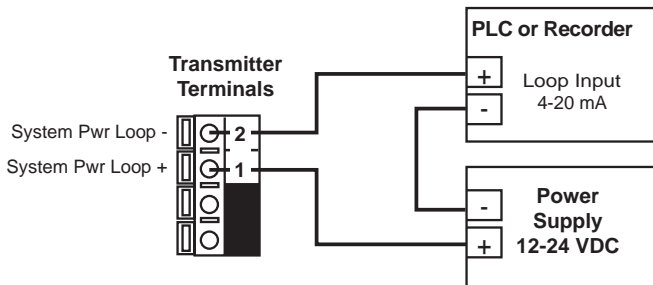 PLC or Recorder
+
Loop Input
4-20 mA
-
Transmitter
Terminals
System Pwr Loop -
2
System Pwr Loop +
1
-
Power
Supply
12-24 VDC
+